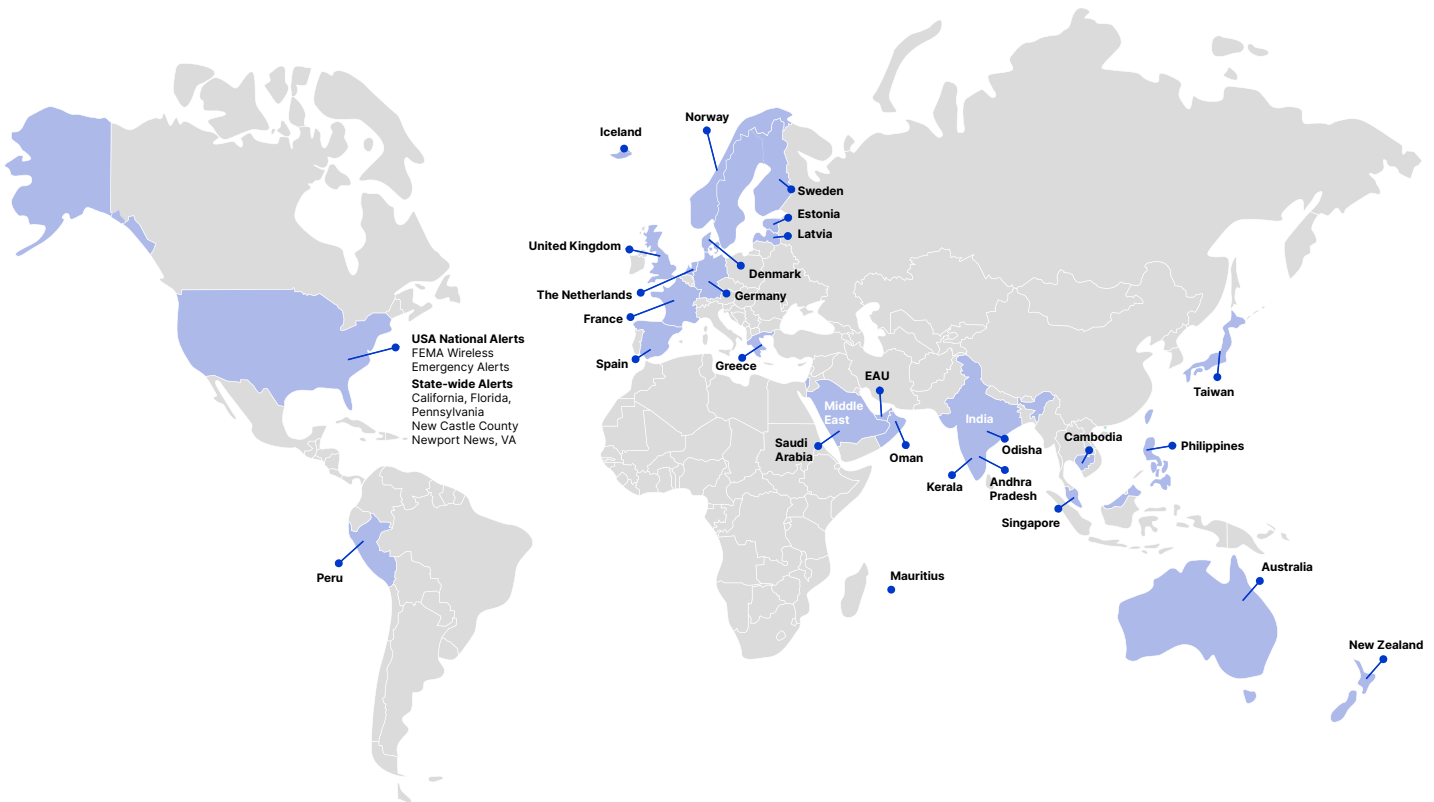 Norway
Iceland
Sweden
Estonia
Latvia
United Kingdom
Denmark
The Netherlands
Germany
France
Spain
Greece
USA National Alerts
FEMA Wireless
Emergency Alerts
State-wide Alerts
California, Florida,
Pennsylvania
New Castle County
Newport News, VA
EAU
Middle
East
India
Saudi
Arabia
Oman
Odisha
Kerala
Andhra
Pradesh
Cambodia
Taiwan
Philippines
Singapore
Mauritius
Peru
Australia
New Zealand